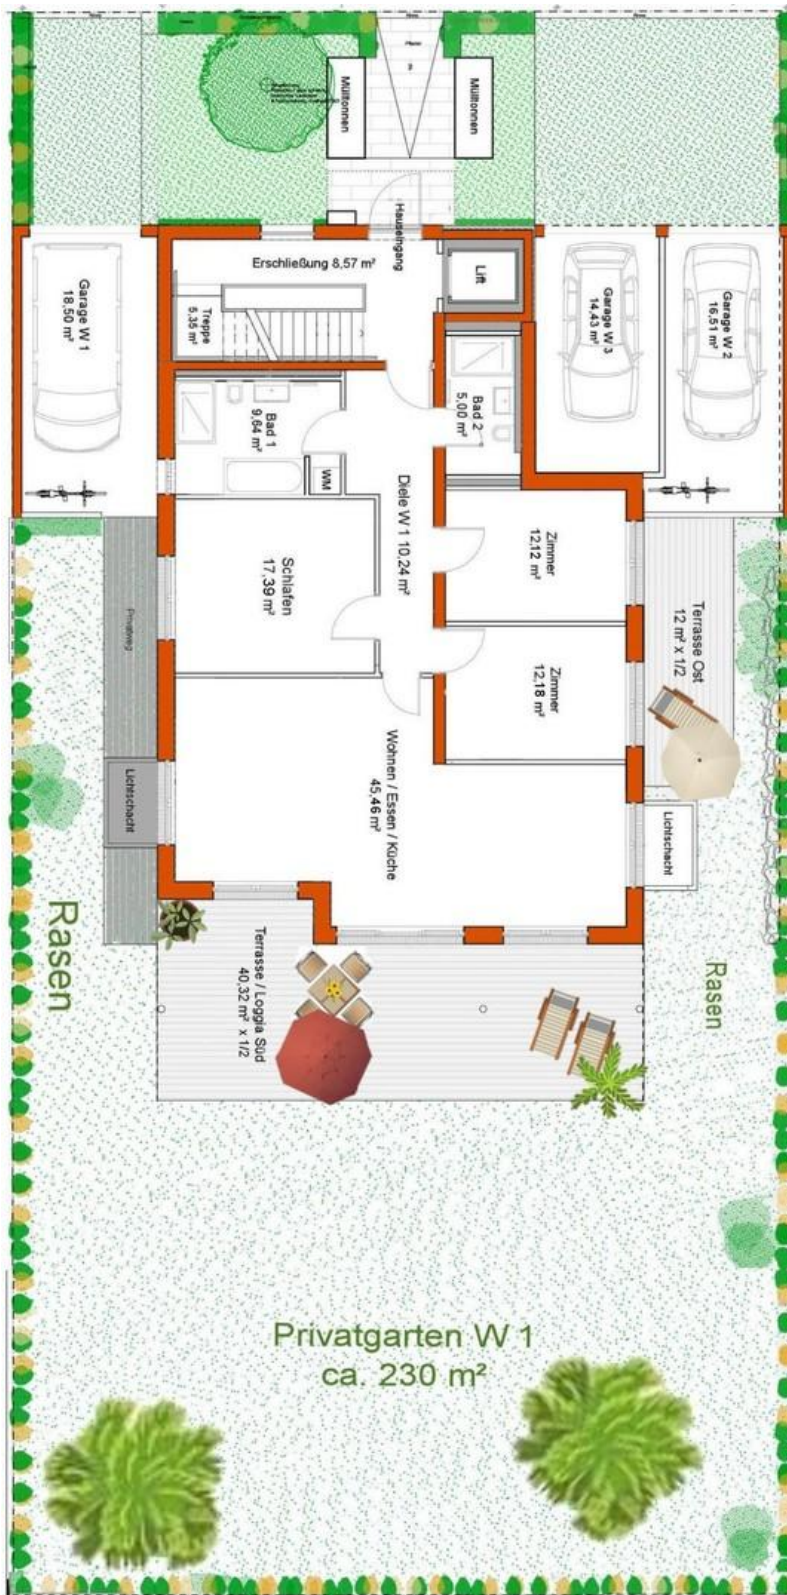 Mülltonnen
Mülltonnen
Hauseingang
Erschließung 8,57 m²
Lift
Garage W 1
18,50 m²
Treppe
5,35 m²
Garage W 3
14,43 m²
Garage W 2
16,51 m²
Bad 1
9,64 m²
WM
Bad 2
5,00 m²
Diele W 1 10,24 m²
Schlafen
17,39 m²
Zimmer
12,12 m²
Zimmer
12,18 m²
Privatweg
Terrasse Ost
12 m² x 1/2
Wohnen / Essen / Küche
45,46 m²
Lichtschacht
Lichtschacht
Rasen
Rasen
Terrasse / Loggia Süd
40,32 m² x 1/2
Privatgarten W 1
ca. 230 m²